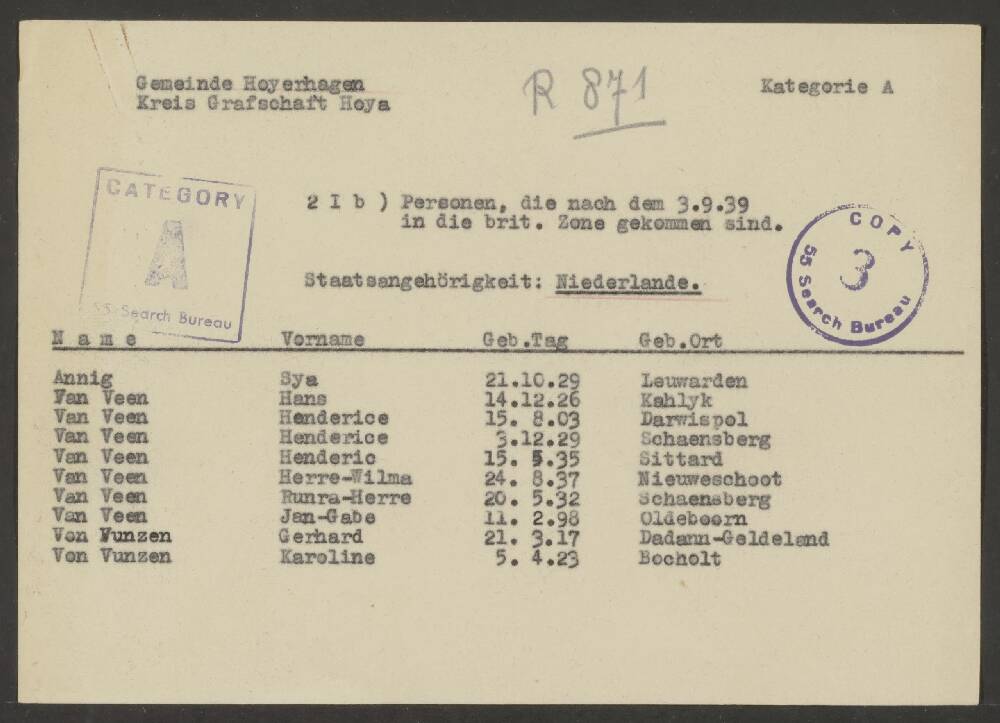 Gemeinde Hoyerhagen
Kreis Grafschaft Hoya
R 871
Kategorie A
CATEGORY
A
55 Search Bureau
2 I b ) Personen, die nach dem 3.9.39
in die brit. Zone gekommen sind.
COPY
3
55 Search Bureau
Staatsangehörigkeit: Niederlande.
N a m e Vorname Geb.Tag Geb.Ort
Annig Sya 21.10.29 Leuwarden
Van Veen Hans 14.12.26 Kahlyk
Van Veen Henderice 15. 8.03 Darwispol
Van Veen Henderice 3.12.29 Schaensberg
Van Veen Henderic 15. 5.35 Sittard
Van Veen Herre-Wilma 24. 8.37 Nieuweschoot
Van Veen Runra-Herre 20. 5.32 Schaensberg
Van Veen Jan-Gabe 11. 2.98 Oldeboorn
Von Vunzen Gerhard 21. 3.17 Dadann-Geldeland
Von Vunzen Karoline 5. 4.23 Bocholt